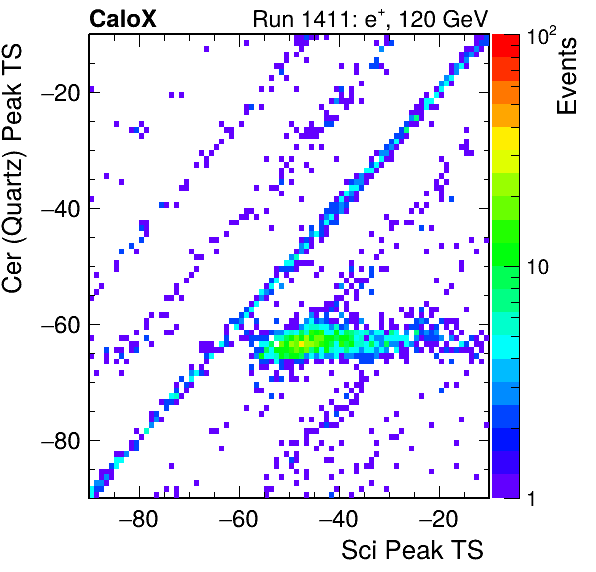 CaloX Run 1411: e⁺, 120 GeV
Cer (Quartz) Peak TS
−20
−40
−60
−80
−80 −60 −40 −20
Sci Peak TS
10²
10
1
Events